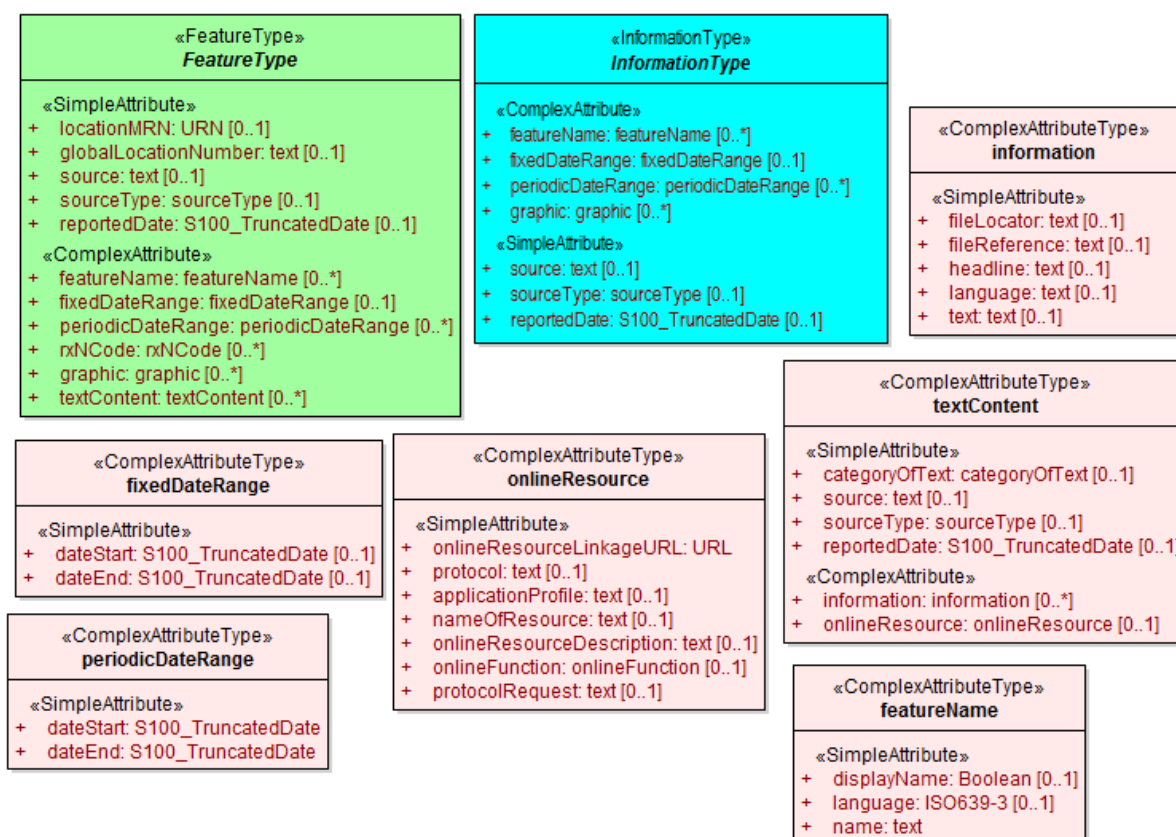 «FeatureType»
FeatureType
«SimpleAttribute»
+ locationMRN: URN [0..1]
+ globalLocationNumber: text [0..1]
+ source: text [0..1]
+ sourceType: sourceType [0..1]
+ reportedDate: S100_TruncatedDate [0..1]
«ComplexAttribute»
+ featureName: featureName [0..*]
+ fixedDateRange: fixedDateRange [0..1]
+ periodicDateRange: periodicDateRange [0..*]
+ rxNCode: rxNCode [0..*]
+ graphic: graphic [0..*]
+ textContent: textContent [0..*]
«InformationType»
InformationType
«ComplexAttribute»
+ featureName: featureName [0..*]
+ fixedDateRange: fixedDateRange [0..1]
+ periodicDateRange: periodicDateRange [0..*]
+ graphic: graphic [0..*]
«SimpleAttribute»
+ source: text [0..1]
+ sourceType: sourceType [0..1]
+ reportedDate: S100_TruncatedDate [0..1]
«ComplexAttributeType»
information
«SimpleAttribute»
+ fileLocator: text [0..1]
+ fileReference: text [0..1]
+ headline: text [0..1]
+ language: text [0..1]
+ text: text [0..1]
«ComplexAttributeType»
textContent
«SimpleAttribute»
+ categoryOfText: categoryOfText [0..1]
+ source: text [0..1]
+ sourceType: sourceType [0..1]
+ reportedDate: S100_TruncatedDate [0..1]
«ComplexAttribute»
+ information: information [0..*]
+ onlineResource: onlineResource [0..1]
«ComplexAttributeType»
fixedDateRange
«SimpleAttribute»
+ dateStart: S100_TruncatedDate [0..1]
+ dateEnd: S100_TruncatedDate [0..1]
«ComplexAttributeType»
onlineResource
«SimpleAttribute»
+ onlineResourceLinkageURL: URL
+ protocol: text [0..1]
+ applicationProfile: text [0..1]
+ nameOfResource: text [0..1]
+ onlineResourceDescription: text [0..1]
+ onlineFunction: onlineFunction [0..1]
+ protocolRequest: text [0..1]
«ComplexAttributeType»
periodicDateRange
«SimpleAttribute»
+ dateStart: S100_TruncatedDate
+ dateEnd: S100_TruncatedDate
«ComplexAttributeType»
featureName
«SimpleAttribute»
+ displayName: Boolean [0..1]
+ language: ISO639-3 [0..1]
+ name: text